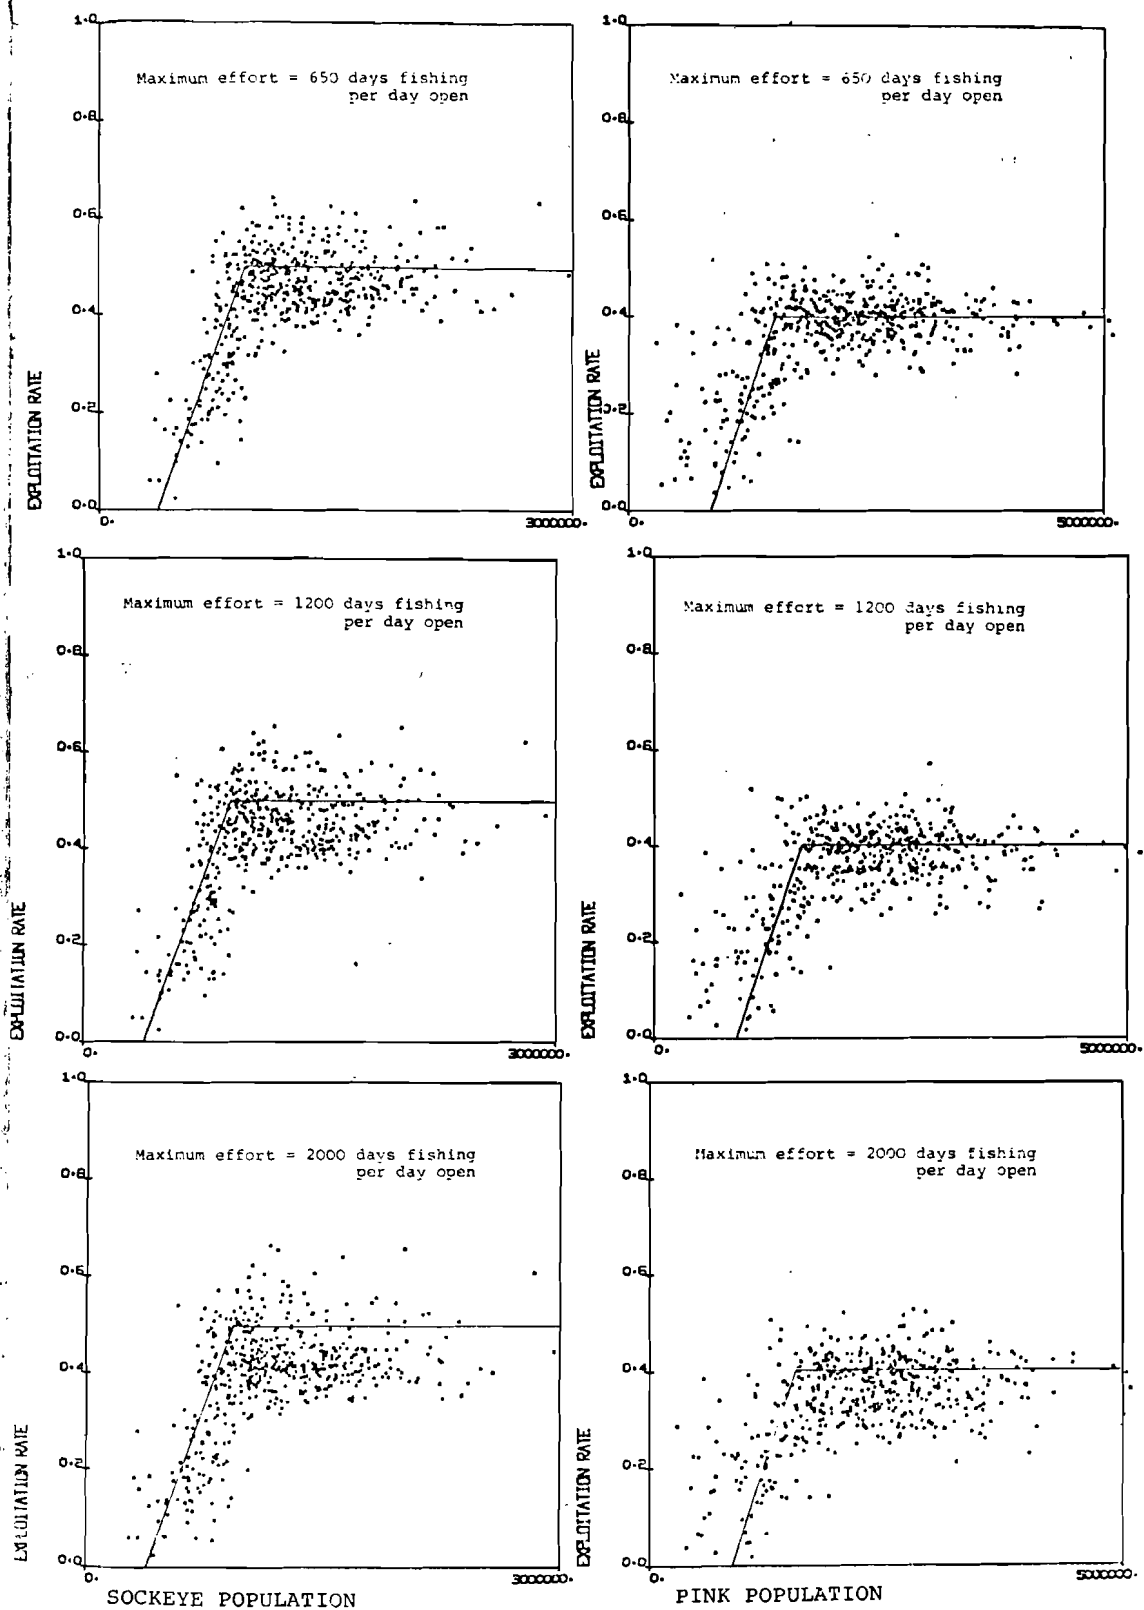 1.0
Maximum effort = 650 days fishing
per day open
0.8
0.6
0.4
0.2
0.0
EXPLOITATION RATE
0.
3000000.
1.0
Maximum effort = 650 days fishing
per day open
0.8
0.6
0.4
0.2
0.0
EXPLOITATION RATE
0.
5000000.
1.0
Maximum effort = 1200 days fishing
per day open
0.8
0.6
0.4
0.2
0.0
EXPLOITATION RATE
0.
3000000.
1.0
Maximum effort = 1200 days fishing
per day open
0.8
0.6
0.4
0.2
0.0
EXPLOITATION RATE
0.
5000000.
1.0
Maximum effort = 2000 days fishing
per day open
0.8
0.6
0.4
0.2
0.0
EXPLOITATION RATE
0.
3000000.
SOCKEYE POPULATION
1.0
Maximum effort = 2000 days fishing
per day open
0.8
0.6
0.4
0.2
0.0
EXPLOITATION RATE
0.
5000000.
PINK POPULATION